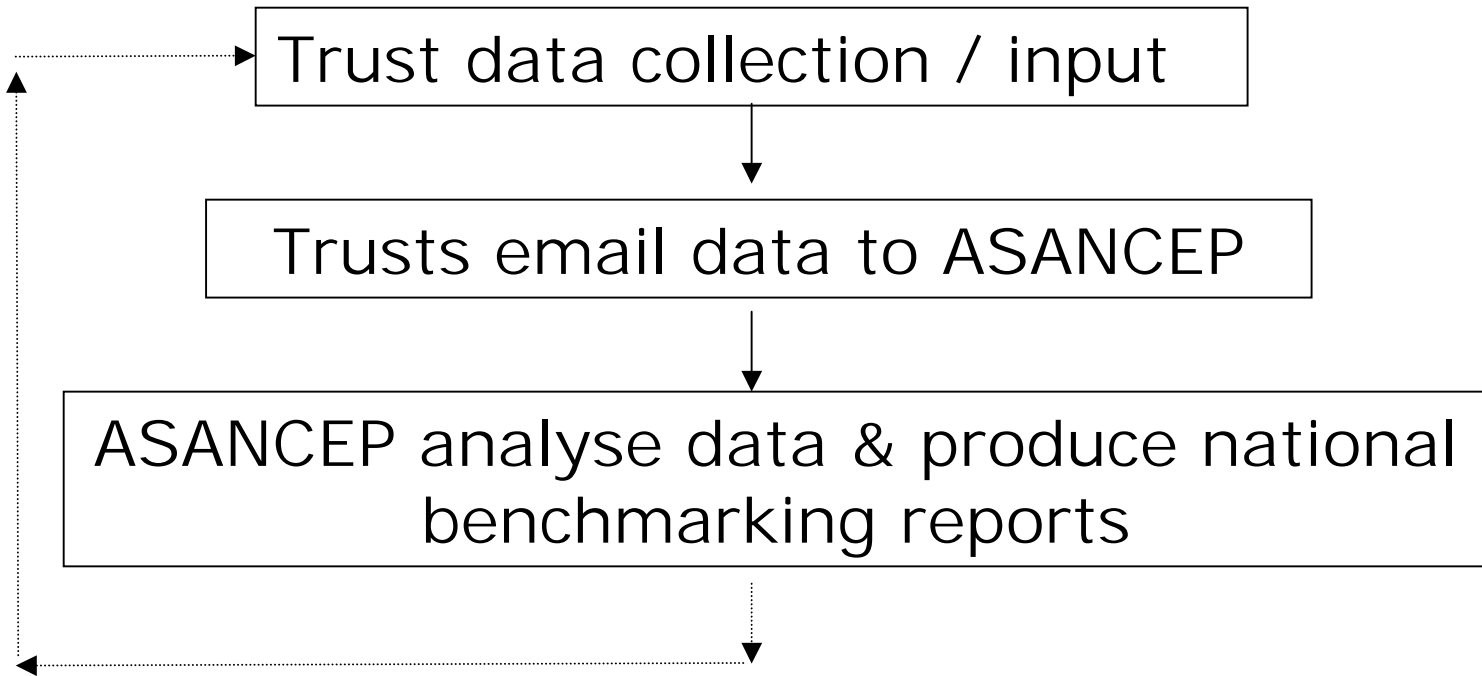 Trust data collection / input
Trusts email data to ASANCEP
ASANCEP analyse data & produce national
benchmarking reports